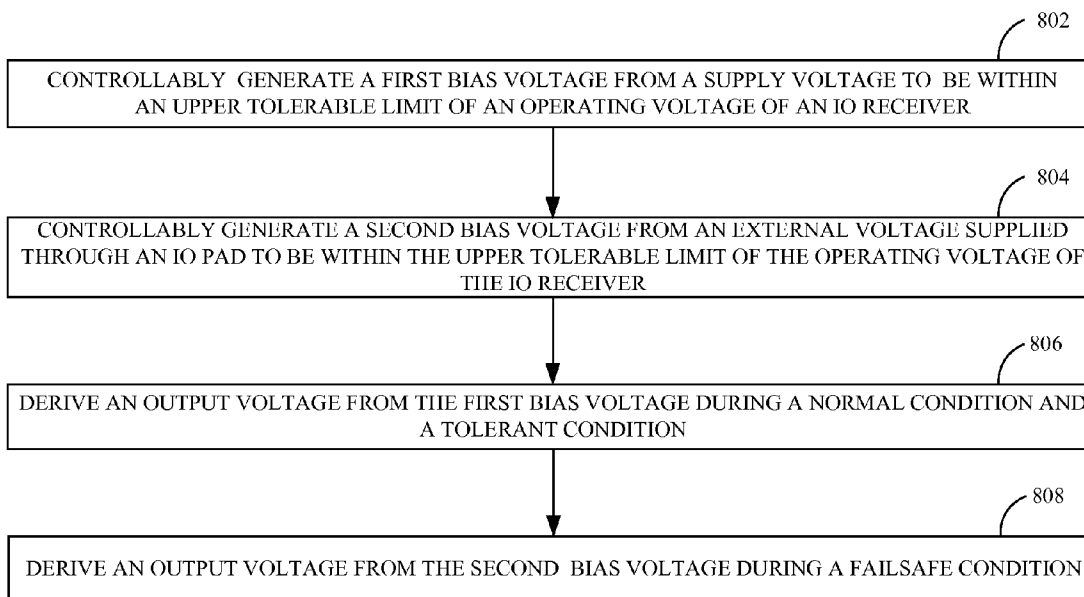 802
CONTROLLABLY GENERATE A FIRST BIAS VOLTAGE FROM A SUPPLY VOLTAGE TO BE WITHIN
AN UPPER TOLERABLE LIMIT OF AN OPERATING VOLTAGE OF AN IO RECEIVER
804
CONTROLLABLY GENERATE A SECOND BIAS VOLTAGE FROM AN EXTERNAL VOLTAGE SUPPLIED
THROUGH AN IO PAD TO BE WITHIN THE UPPER TOLERABLE LIMIT OF THE OPERATING VOLTAGE OF
THE IO RECEIVER
806
DERIVE AN OUTPUT VOLTAGE FROM THE FIRST BIAS VOLTAGE DURING A NORMAL CONDITION AND
A TOLERANT CONDITION
808
DERIVE AN OUTPUT VOLTAGE FROM THE SECOND BIAS VOLTAGE DURING A FAILSAFE CONDITION